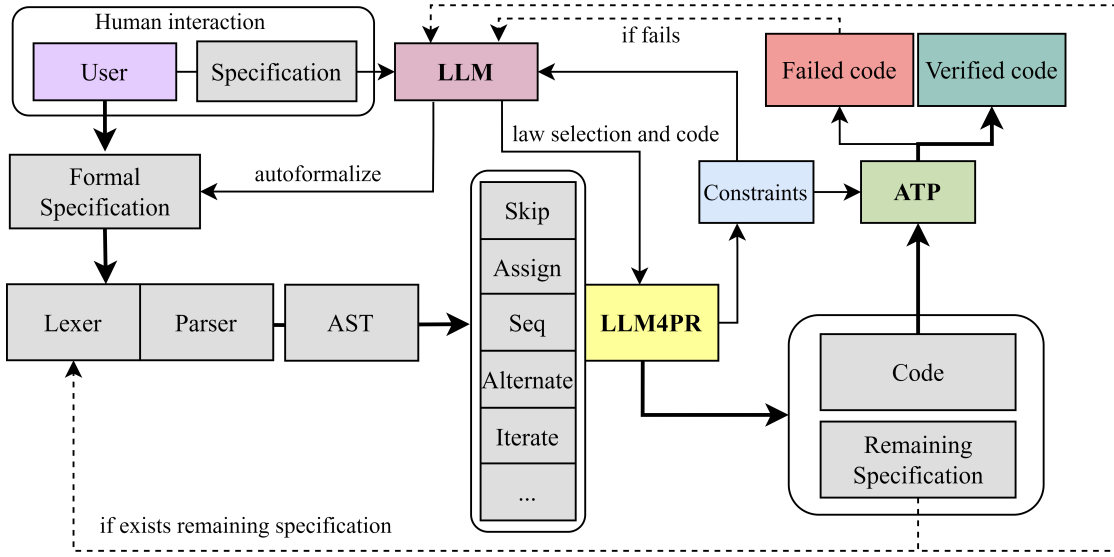 Human interaction
User
Specification
LLM
if fails
Failed code
Verified code
law selection and code
autoformalize
Formal
Specification
Constraints
ATP
Skip
Assign
Seq
Alternate
Iterate
...
Lexer
Parser
AST
LLM4PR
Code
Remaining
Specification
if exists remaining specification